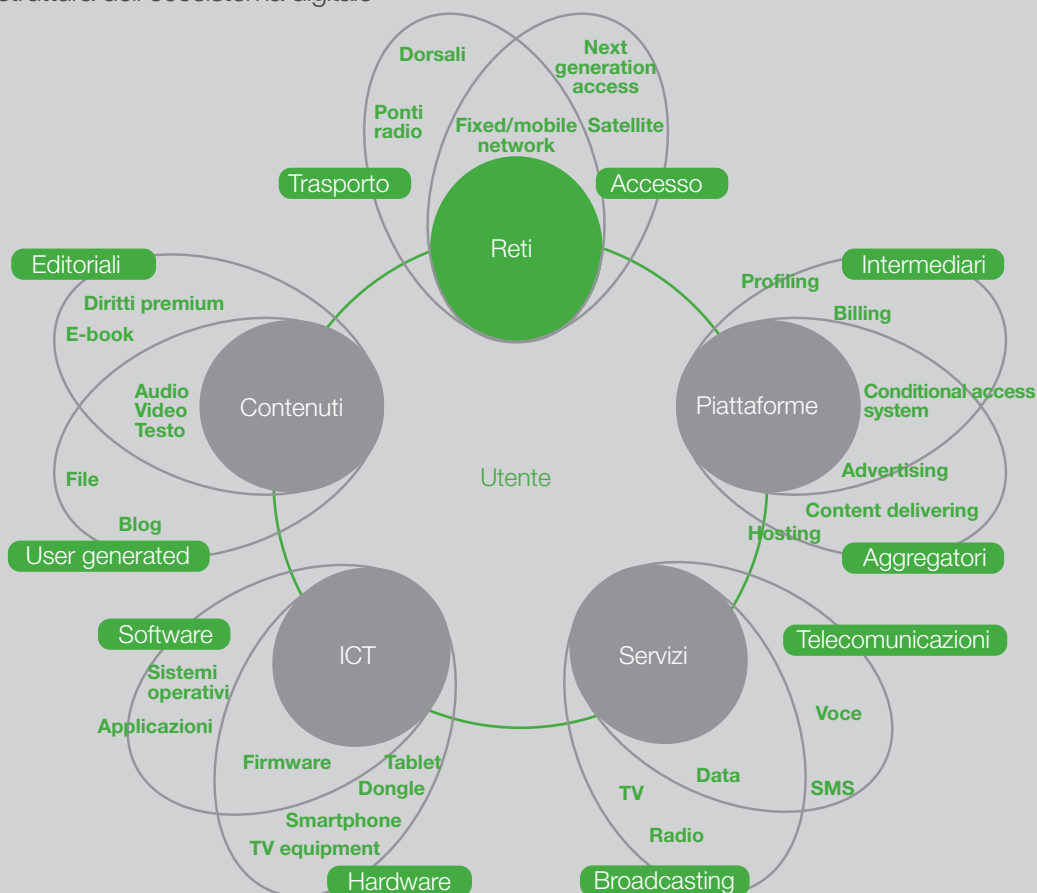 dell'ecosistema digitale
Dorsali
Next
generation
access
Ponti
radio
Fixed/mobile
network
Satellite
Trasporto
Accesso
Reti
Editoriali
Diritti premium
E-book
Audio
Video
Testo
Contenuti
File
Blog
User generated
Intermediari
Profiling
Billing
Piattaforme
Conditional access
system
Advertising
Content delivering
Hosting
Aggregatori
Utente
Software
Sistemi
operativi
Applicazioni
ICT
Firmware
Tablet
Dongle
Smartphone
TV equipment
Hardware
Servizi
Telecomunicazioni
Voce
Data
SMS
TV
Radio
Broadcasting